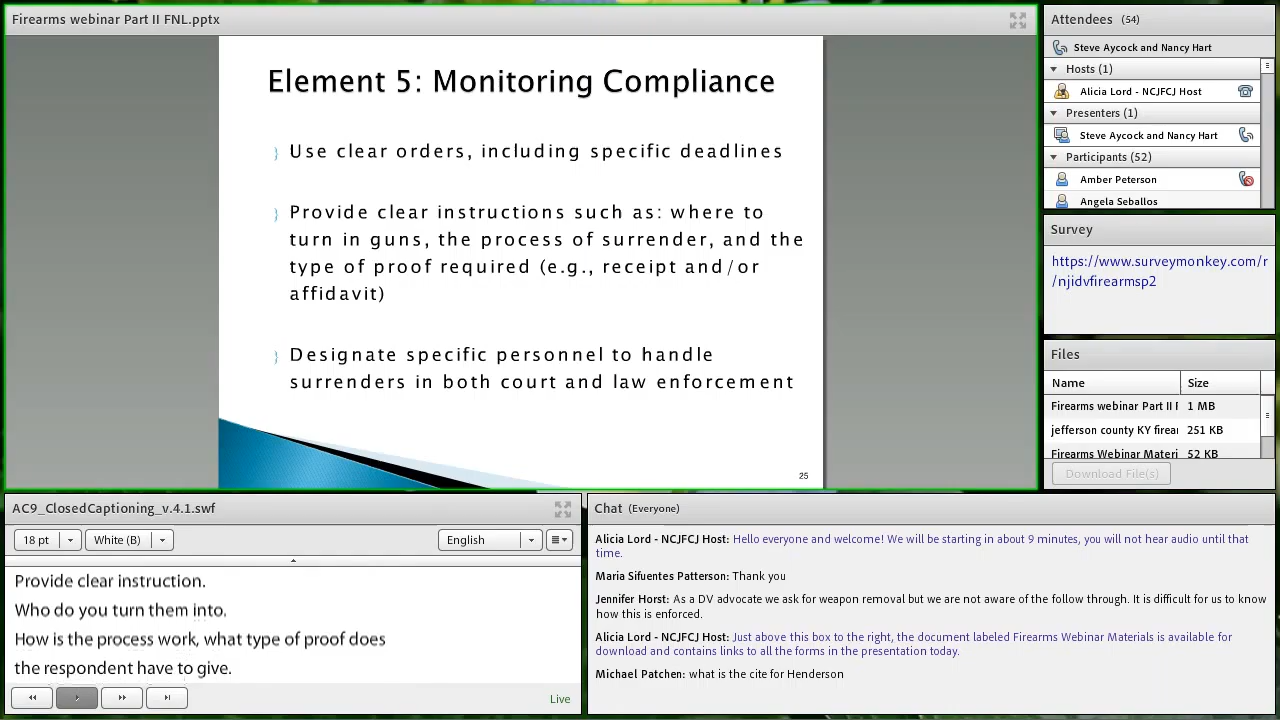 Firearms webinar Part II FNL.pptx
Element 5: Monitoring Compliance
Use clear orders, including specific deadlines
Provide clear instructions such as: where to
turn in guns, the process of surrender, and the
type of proof required (e.g., receipt and/or
affidavit)
Designate specific personnel to handle
surrenders in both court and law enforcement
25
Attendees (54)
Steve Aycock and Nancy Hart
Hosts (1)
Alicia Lord - NCJFCJ Host
Presenters (1)
Steve Aycock and Nancy Hart
Participants (52)
Amber Peterson
Angela Seballos
Survey
https://www.surveymonkey.com/r
/njidvfirearmsp2
Files
Name Size
Firearms webinar Part II F 1 MB
jefferson county KY firear 251 KB
Firearms Webinar Materi 52 KB
Download File(s)
AC9_ClosedCaptioning_v.4.1.swf
18 pt White (B) English
Provide clear instruction.
Who do you turn them into.
How is the process work, what type of proof does
the respondent have to give.
Live
Chat (Everyone)
Alicia Lord - NCJFCJ Host: Hello everyone and welcome! We will be starting in about 9 minutes, you will not hear audio until that
time.
Maria Sifuentes Patterson: Thank you
Jennifer Horst: As a DV advocate we ask for weapon removal but we are not aware of the follow through. It is difficult for us to know
how this is enforced.
Alicia Lord - NCJFCJ Host: Just above this box to the right, the document labeled Firearms Webinar Materials is available for
download and contains links to all the forms in the presentation today.
Michael Patchen: what is the cite for Henderson